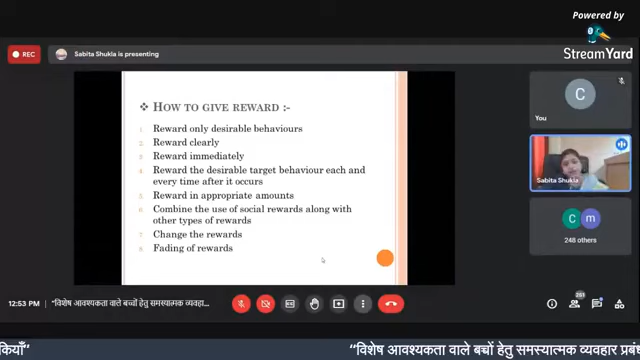 Powered by
StreamYard
REC
Sabita Shukla is presenting
❖ HOW TO GIVE REWARD :-
1. Reward only desirable behaviours
2. Reward clearly
3. Reward immediately
4. Reward the desirable target behaviour each and
every time after it occurs
5. Reward in appropriate amounts
6. Combine the use of social rewards along with
other types of rewards
7. Change the rewards
8. Fading of rewards
C
You
Sabita Shukla
C m
248 others
12:53 PM
"विशेष आवश्यकता वाले बच्चों हेतु समस्यात्मक व्यवहा...
251
कियाँ”
“विशेष आवश्यकता वाले बच्चों हेतु समस्यात्मक व्यवहार प्रबं